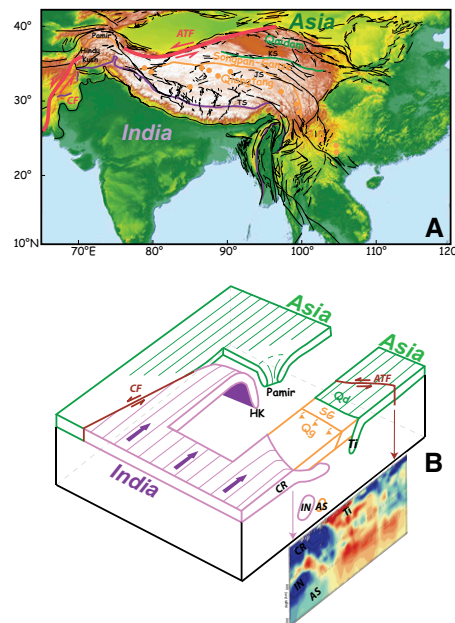 40°
30°
20°
10°N
70°E
80°
90°
100°
110°
120
Asia
ATF
Pamir
Hindu
Kush
Qaidam
KS
Songpan
JS
TS
CF
India
A
Asia
Asia
CF
Pamir
HK
ATF
Qd
SG
Qg
Ti
India
CR
IN
AS
B
Ti
CR
IN
AS